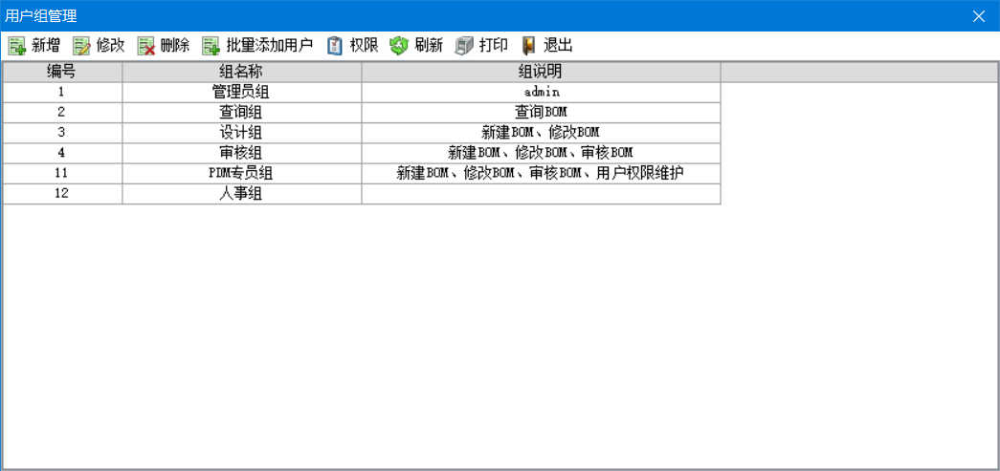 用户组管理
新增 修改 删除 批量添加用户 权限 刷新 打印 退出
编号 组名称 组说明
1 管理员组 admin
2 查询组 查询BOM
3 设计组 新建BOM、修改BOM
4 审核组 新建BOM、修改BOM、审核BOM
11 PDM专员组 新建BOM、修改BOM、审核BOM、用户权限维护
12 人事组